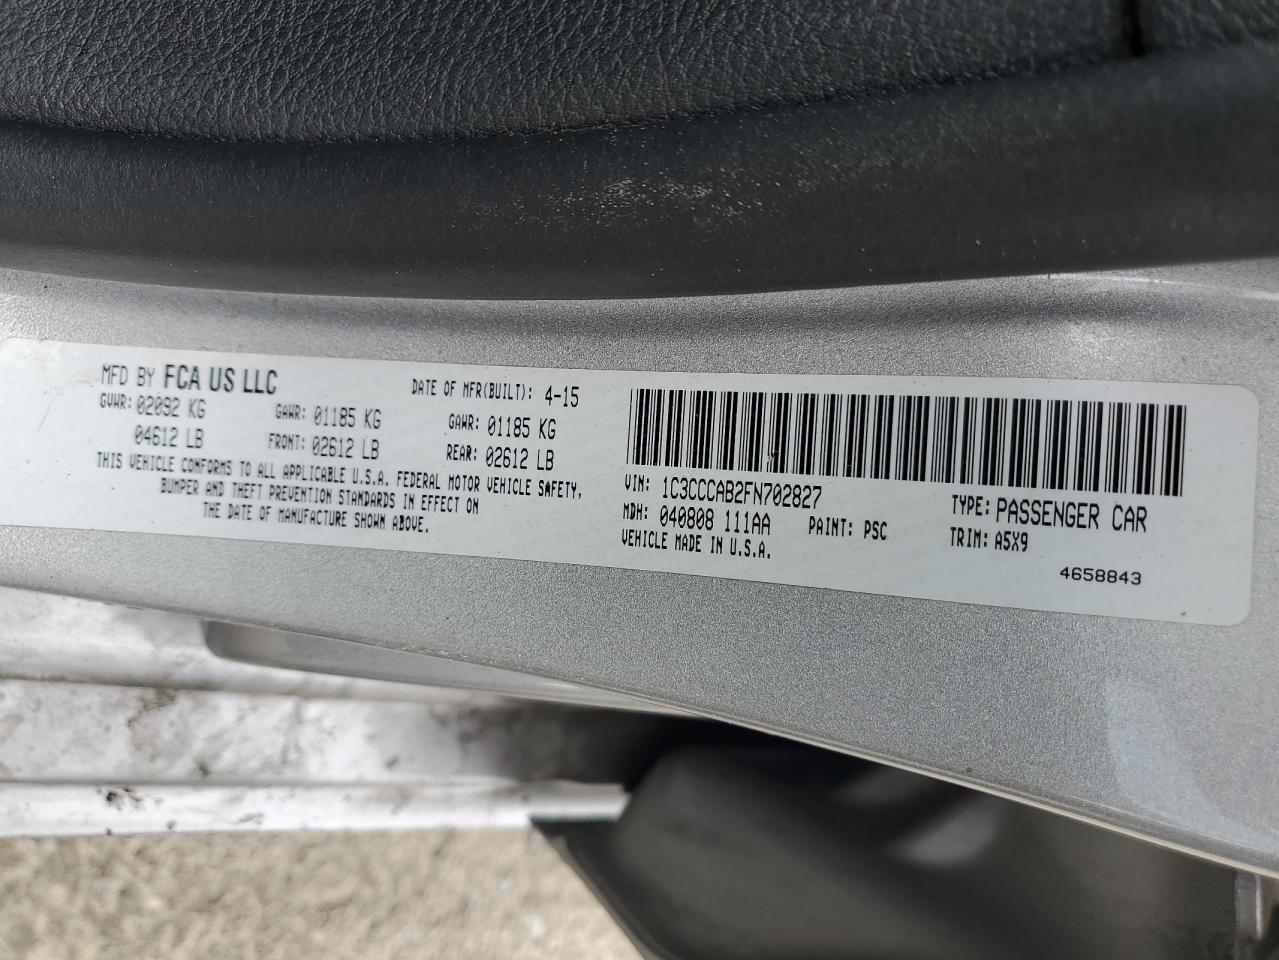 MFD BY FCA US LLC
DATE OF MFR(BUILT): 4-15
GVWR: 02092 KG
04612 LB
GAWR: 01185 KG
FRONT: 02612 LB
GAWR: 01185 KG
REAR: 02612 LB
THIS VEHICLE CONFORMS TO ALL APPLICABLE U.S.A. FEDERAL MOTOR VEHICLE SAFETY,
BUMPER AND THEFT PREVENTION STANDARDS IN EFFECT ON
THE DATE OF MANUFACTURE SHOWN ABOVE.
VIN: 1C3CCCAB2FN702827
TYPE: PASSENGER CAR
MDH: 040808 111AA
PAINT: PSC
TRIM: A5X9
VEHICLE MADE IN U.S.A.
4658843